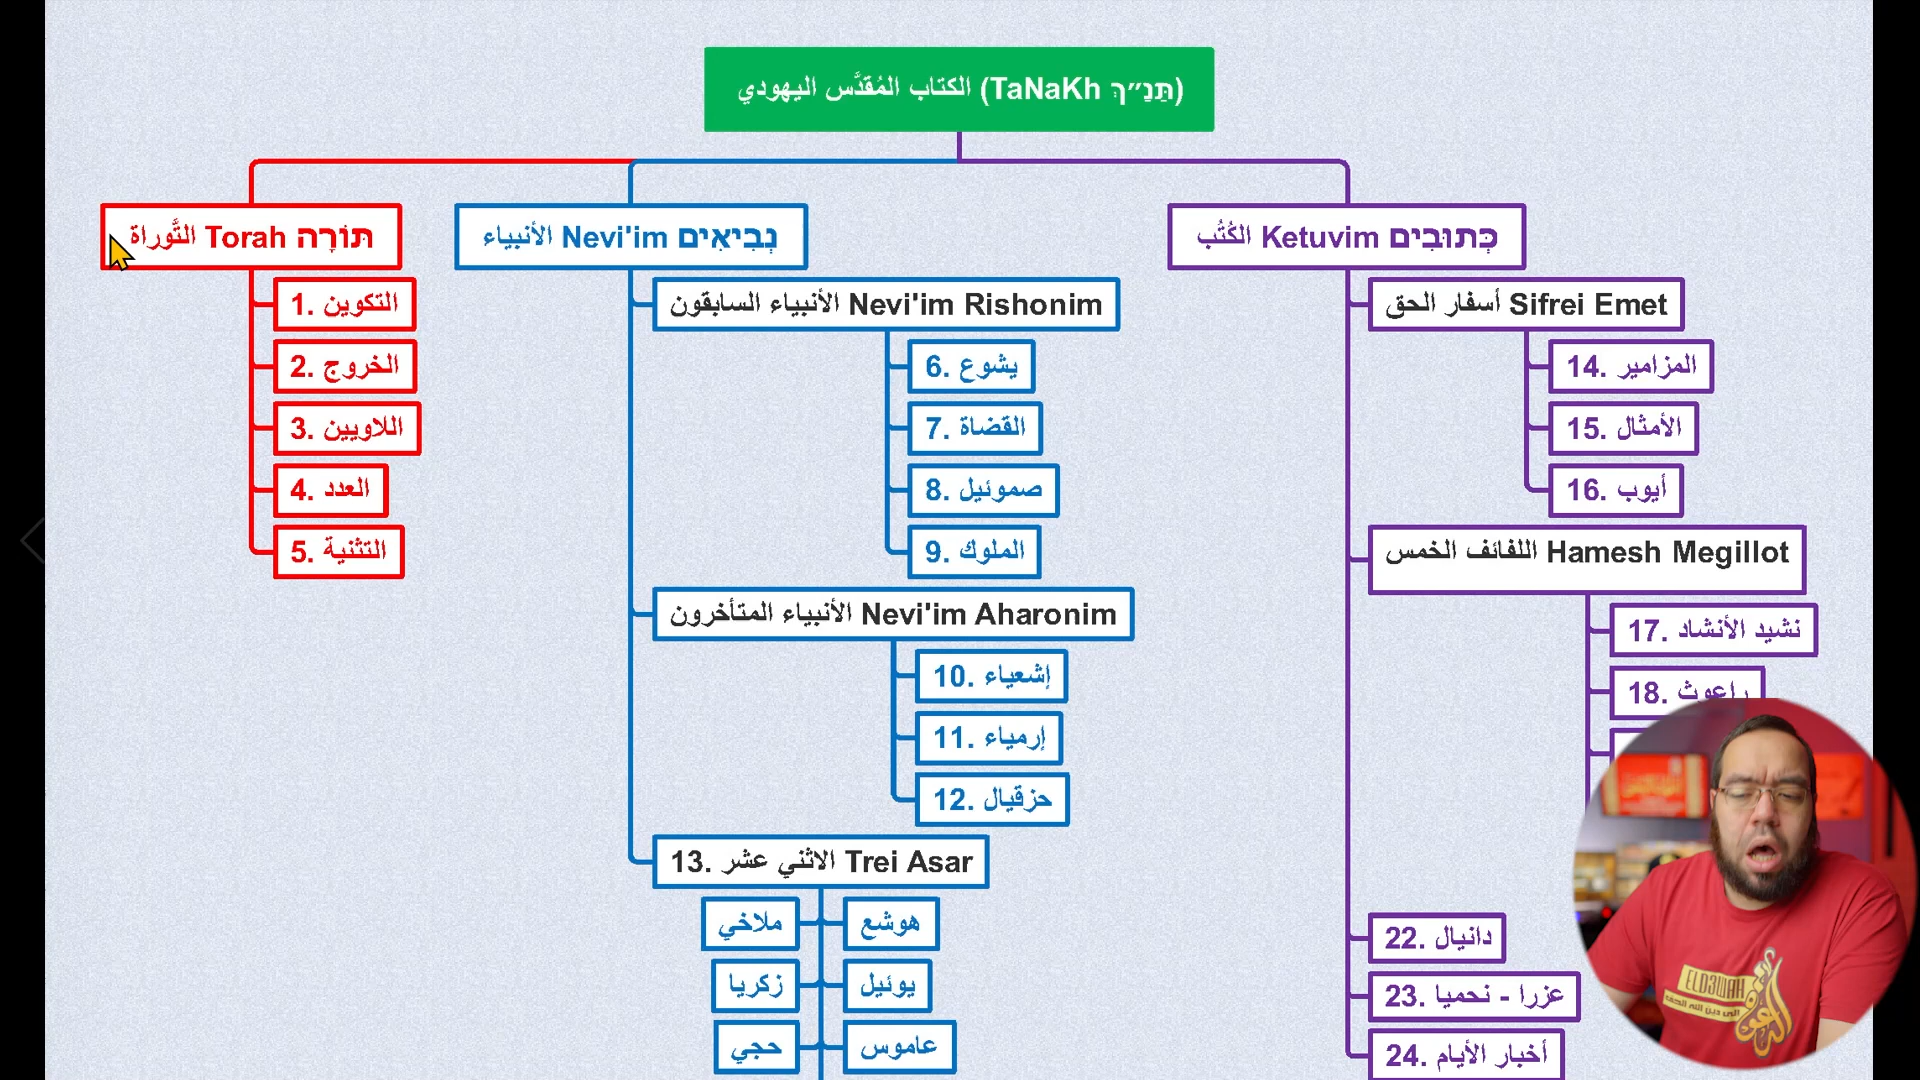 الكتاب المُقدَّس اليهودي (TaNaKh תַּנַ״ךְ)
التَّوراة Torah תּוֹרָה
1. التكوين
2. الخروج
3. اللاويين
4. العدد
5. التثنية
الأنبياء Nevi'im נְבִיאִים
الأنبياء السابقون Nevi'im Rishonim
6. يشوع
7. القضاة
8. صموئيل
9. الملوك
الأنبياء المتأخرون Nevi'im Aharonim
10. إشعياء
11. إرمياء
12. حزقيال
13. الاثني عشر Trei Asar
هوشع
ملاخي
يوئيل
زكريا
عاموس
حجي
الكُتُب Ketuvim כְּתוּבִים
أسفار الحق Sifrei Emet
14. المزامير
15. الأمثال
16. أيوب
اللفائف الخمس Hamesh Megillot
17. نشيد الأنشاد
18. راعوث
22. دانيال
23. عزرا - نحميا
24. أخبار الأيام
ELD3WAH